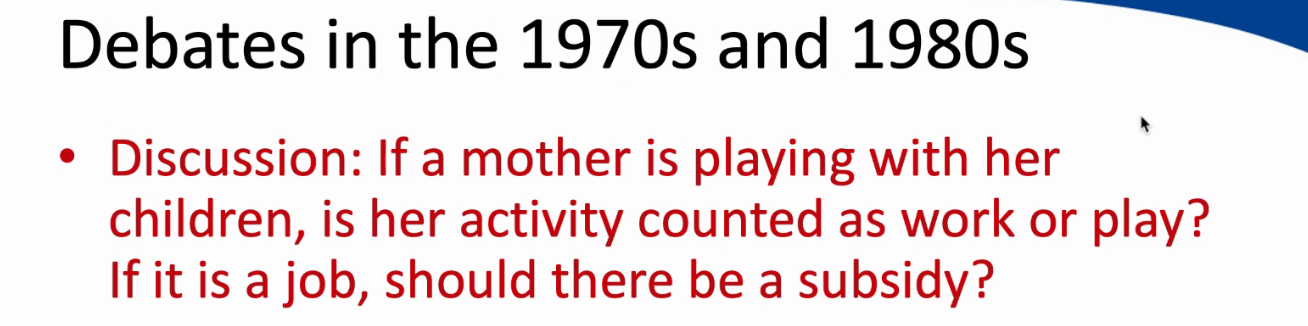 Debates in the 1970s and 1980s
• Discussion: If a mother is playing with her
children, is her activity counted as work or play?
If it is a job, should there be a subsidy?